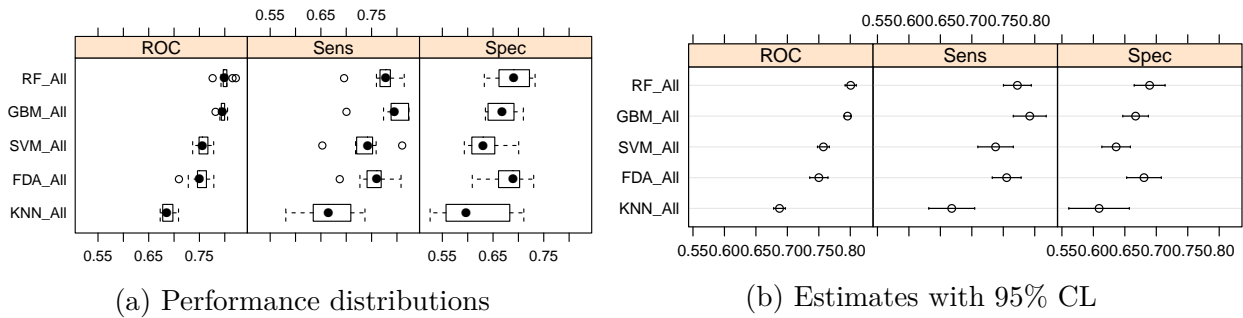 0.55 0.65 0.75
ROC Sens Spec
RF_All
GBM_All
SVM_All
FDA_All
KNN_All
0.55 0.65 0.75 0.55 0.65 0.75
(a) Performance distributions
0.550.600.650.700.750.80
ROC Sens Spec
RF_All
GBM_All
SVM_All
FDA_All
KNN_All
0.550.600.650.700.750.80 0.550.600.650.700.750.80
(b) Estimates with 95% CL